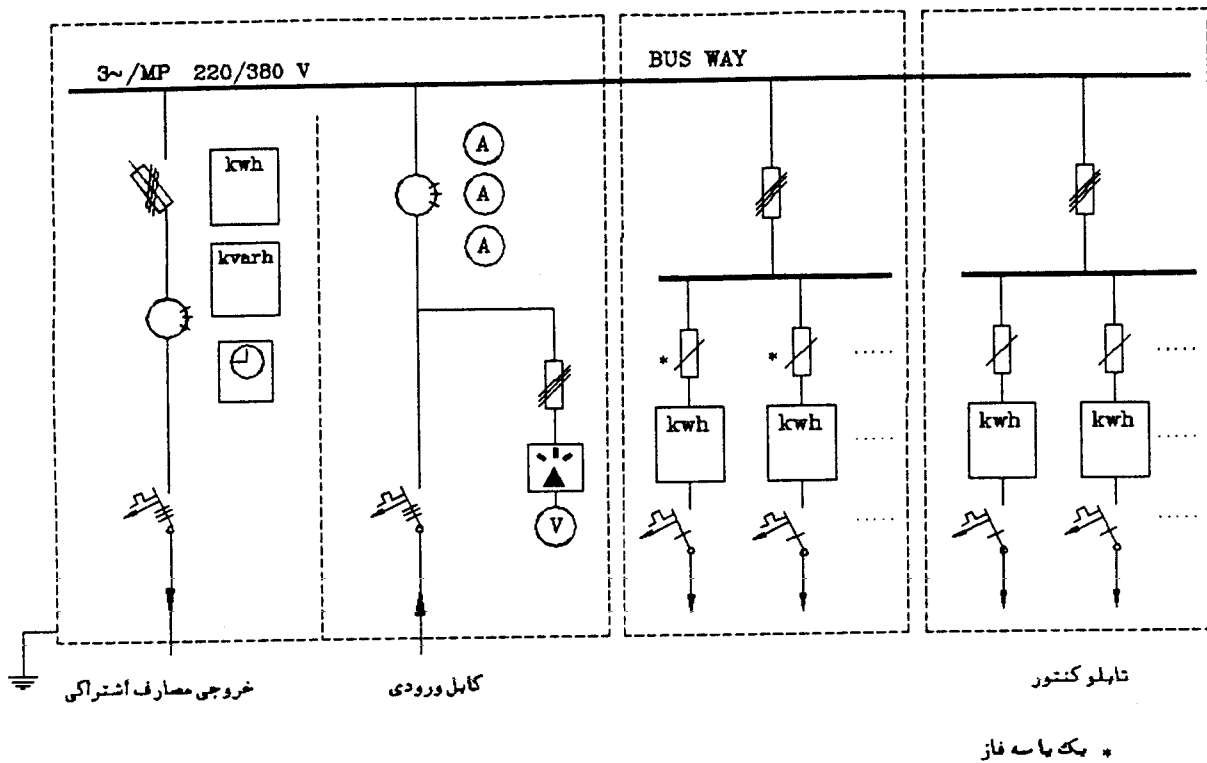 3~/MP 220/380 V
BUS WAY
kwh
A
A
kvarh
A
V
kwh
kwh
kwh
kwh
*
*
.....
.....
.....
.....
.....
.....
خروجی مصارف اشتراکی
کابل ورودی
تابلو کنتور
* یک یا سه فاز